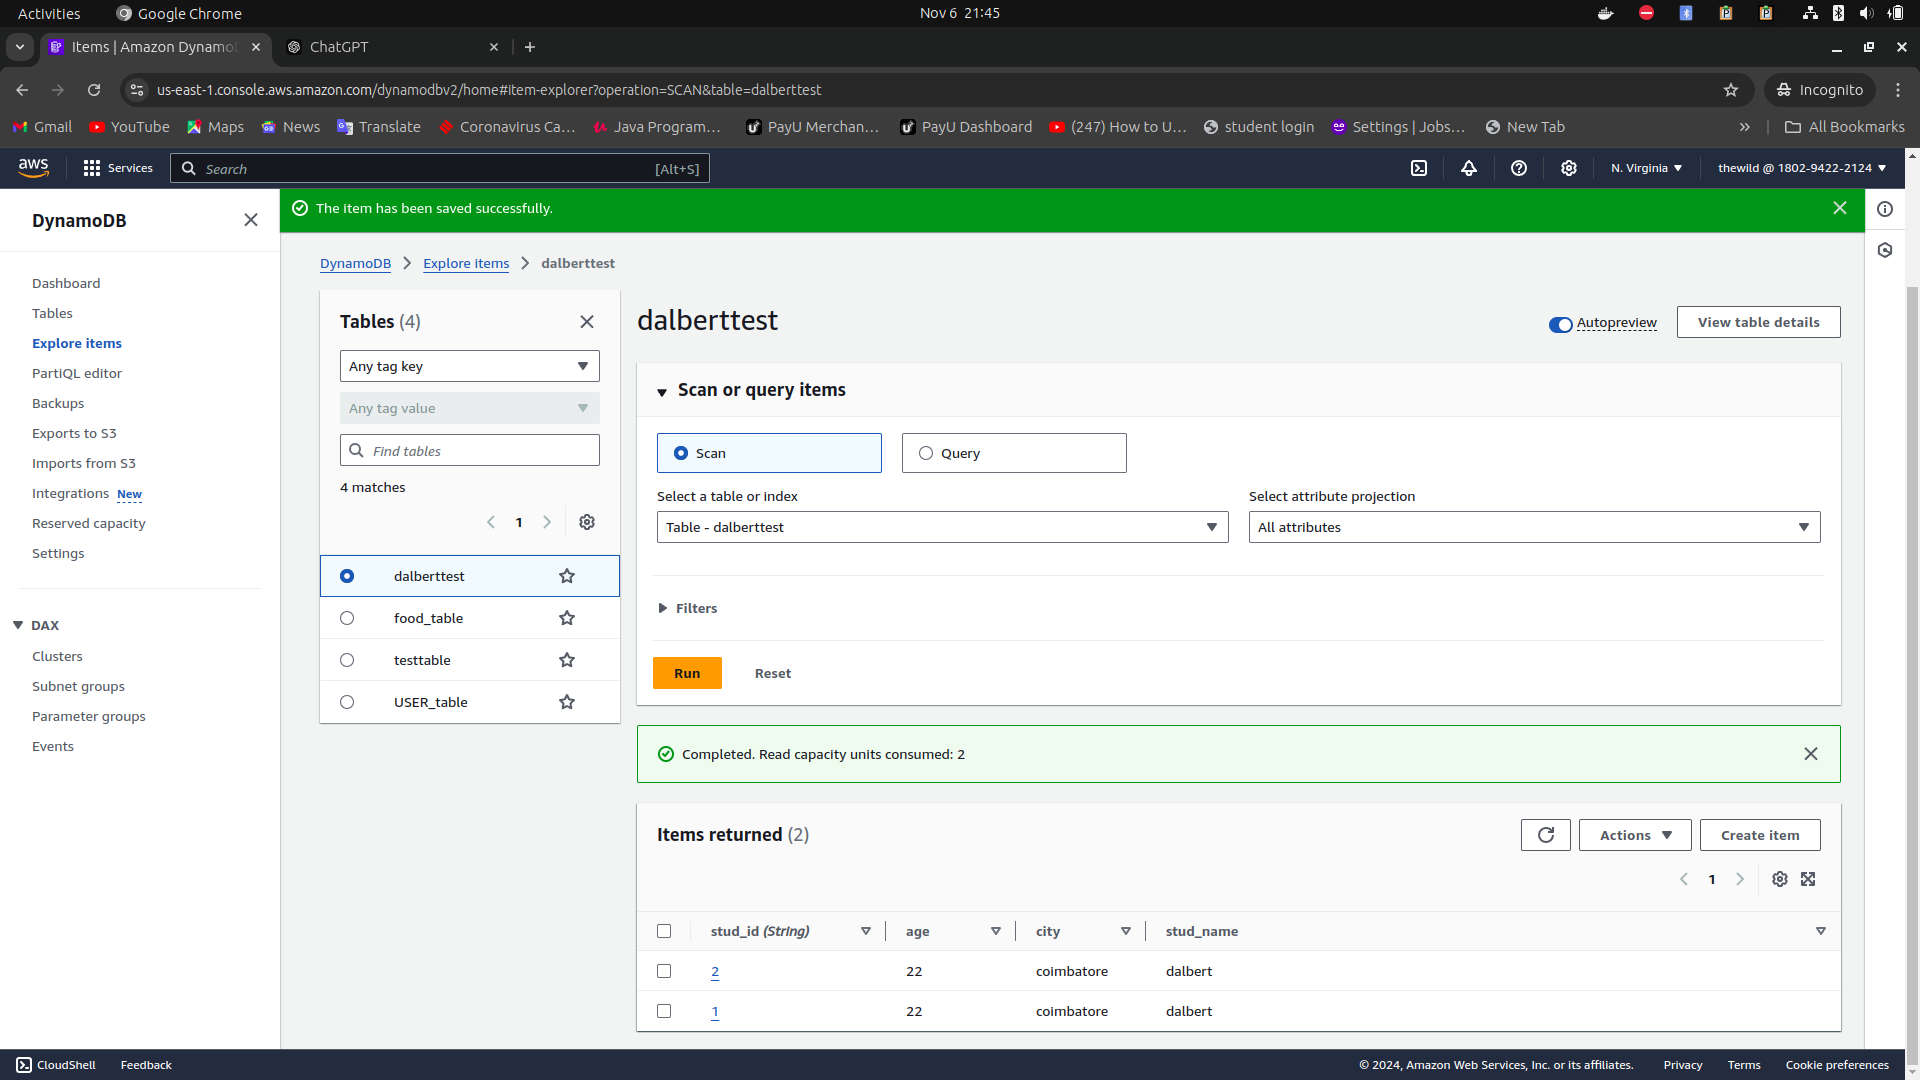 Activities Google Chrome Nov 6 21:45
Items | Amazon Dynamo ChatGPT
us-east-1.console.aws.amazon.com/dynamodbv2/home#item-explorer?operation=SCAN&table=dalberttest Incognito
Gmail YouTube Maps News Translate Coronavirus Ca... Java Program... PayU Merchan... PayU Dashboard (247) How to U... student login Settings | Jobs... New Tab » All Bookmarks
aws Services Search [Alt+S] N. Virginia thewild @ 1802-9422-2124
DynamoDB
Dashboard
Tables
Explore items
PartiQL editor
Backups
Exports to S3
Imports from S3
Integrations New
Reserved capacity
Settings
DAX
Clusters
Subnet groups
Parameter groups
Events
The item has been saved successfully.
DynamoDB > Explore items > dalberttest
Tables (4)
Any tag key
Any tag value
Find tables
4 matches
1
dalberttest
food_table
testtable
USER_table
dalberttest
Autopreview View table details
Scan or query items
Scan Query
Select a table or index Select attribute projection
Table - dalberttest All attributes
Filters
Run Reset
Completed. Read capacity units consumed: 2
Items returned (2)
Actions Create item
1
stud_id (String) age city stud_name
2 22 coimbatore dalbert
1 22 coimbatore dalbert
CloudShell Feedback © 2024, Amazon Web Services, Inc. or its affiliates. Privacy Terms Cookie preferences